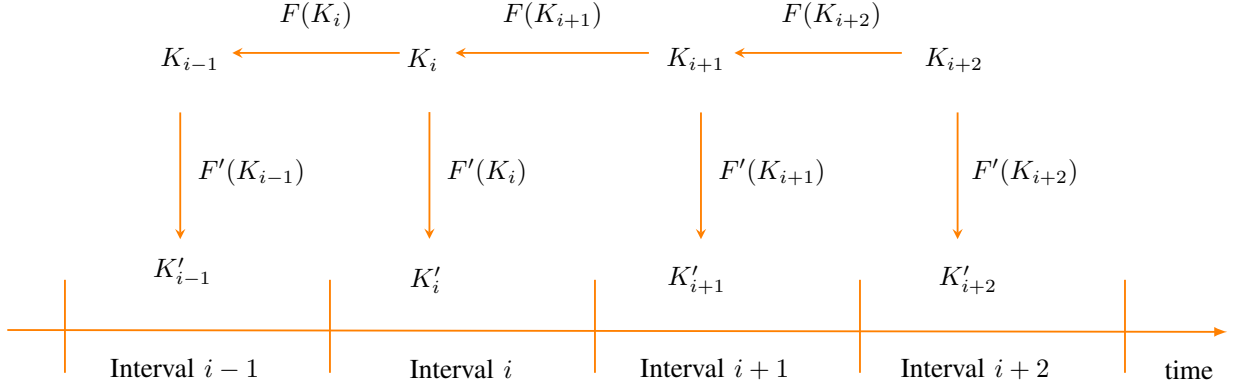 F(K_i) F(K_{i+1}) F(K_{i+2})
K_{i−1} K_i K_{i+1} K_{i+2}
F′(K_{i−1}) F′(K_i) F′(K_{i+1}) F′(K_{i+2})
K′_{i−1} K′_i K′_{i+1} K′_{i+2}
Interval i − 1 Interval i Interval i + 1 Interval i + 2 time